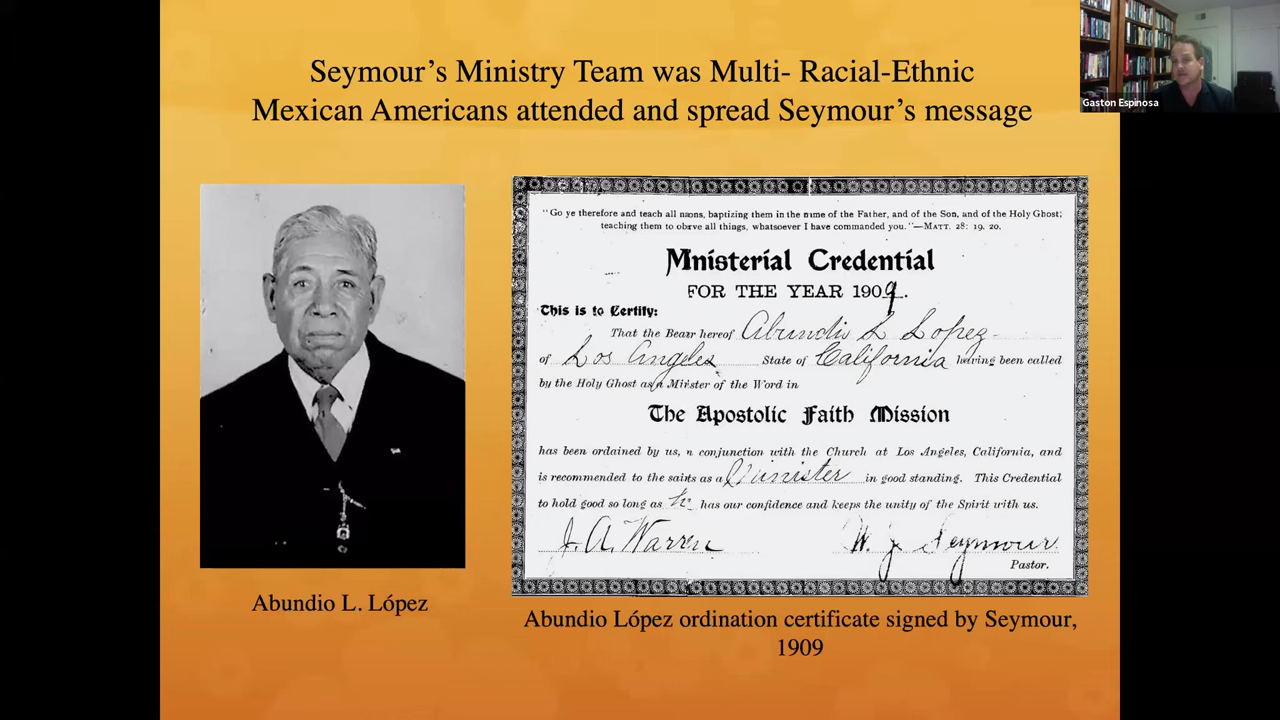 Seymour's Ministry Team was Multi- Racial-Ethnic
Mexican Americans attended and spread Seymour's message
Gaston Espinosa
"Go ye therefore and teach all naons, baptizing them in the name of the Father, and of the Son, and of the Holy Ghost;
teaching them to obrve all things, whatsoever I have commanded you."—MATT. 28: 19, 20.
Mnisterial Credential
FOR THE YEAR 1909.
This is to Certify:
That the Bearr hereof Abundio L Lopez
of Los Angeles State of California having been called
by the Holy Ghost as a Minster of the Word in
The Apostolic Faith Mission
has been ordained by us, n conjunction with the Church at Los Angeles, California, and
is recommended to the saints as a Minister in good standing. This Credential
to hold good so long as he has our confidence and keeps the unity of the Spirit with us.
J. A. Warren W. J. Seymour
Pastor.
Abundio L. López
Abundio López ordination certificate signed by Seymour,
1909